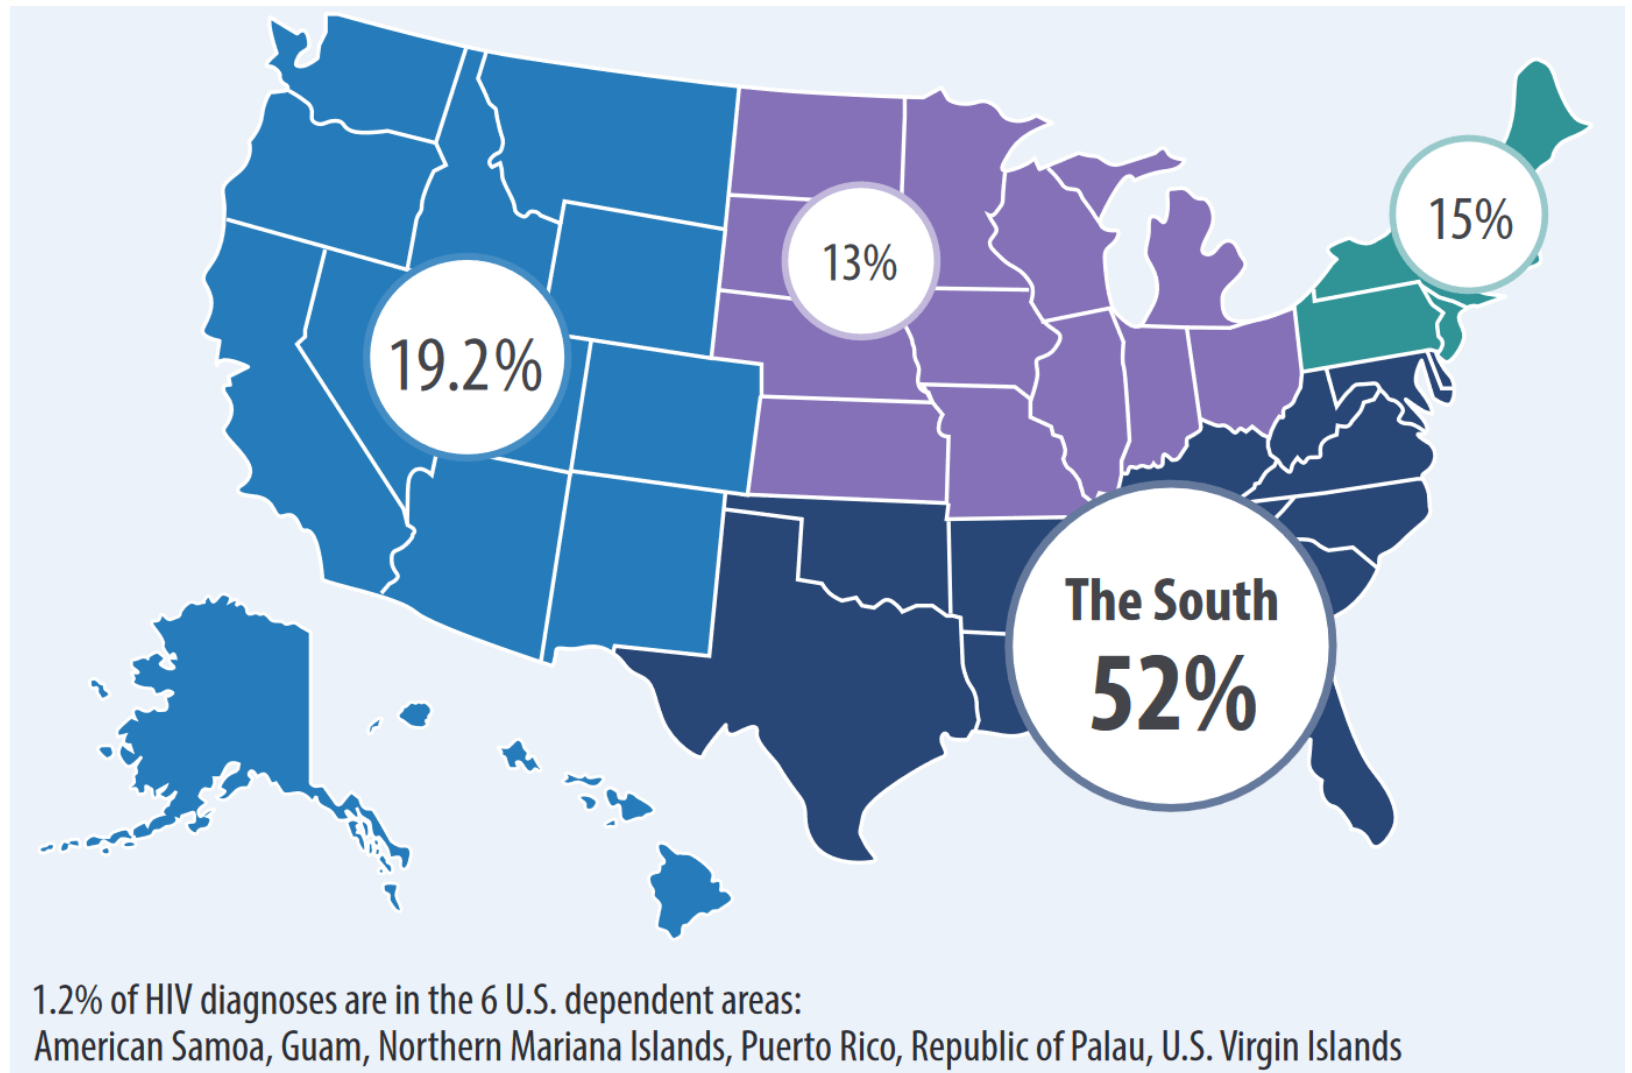 15%
13%
19.2%
The South
52%
1.2% of HIV diagnoses are in the 6 U.S. dependent areas:
American Samoa, Guam, Northern Mariana Islands, Puerto Rico, Republic of Palau, U.S. Virgin Islands